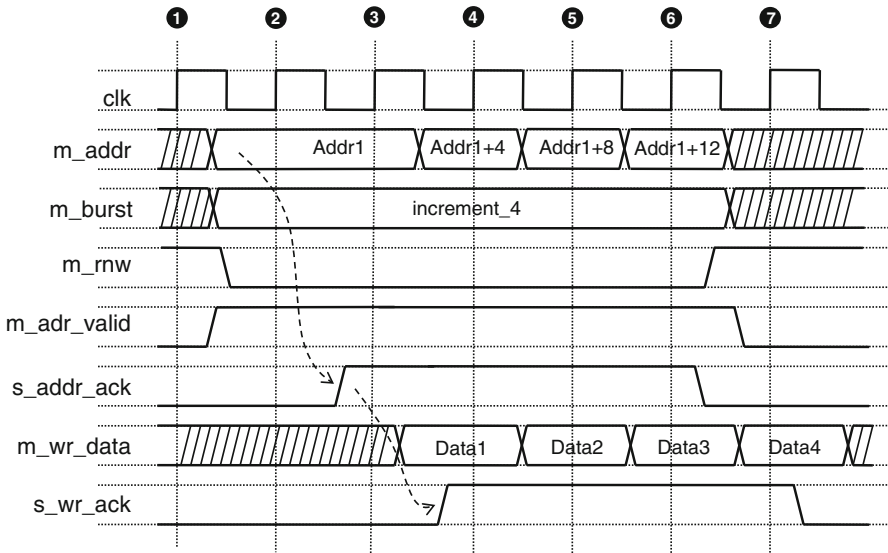 1 2 3 4 5 6 7
clk
m_addr Addr1 Addr1+4 Addr1+8 Addr1+12
m_burst increment_4
m_rnw
m_adr_valid
s_addr_ack
m_wr_data Data1 Data2 Data3 Data4
s_wr_ack